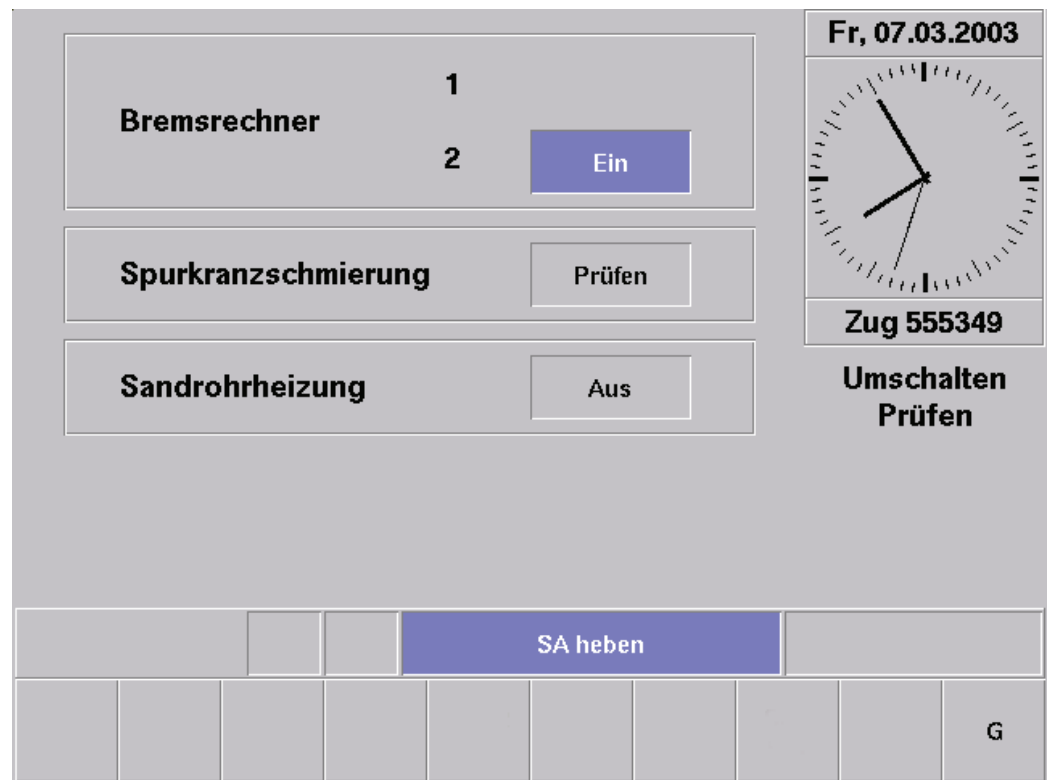 Fr, 07.03.2003
1
Bremsrechner
2 Ein
Spurkranzschmierung Prüfen
Sandrohrheizung Aus
Zug 555349
Umschalten
Prüfen
SA heben
G